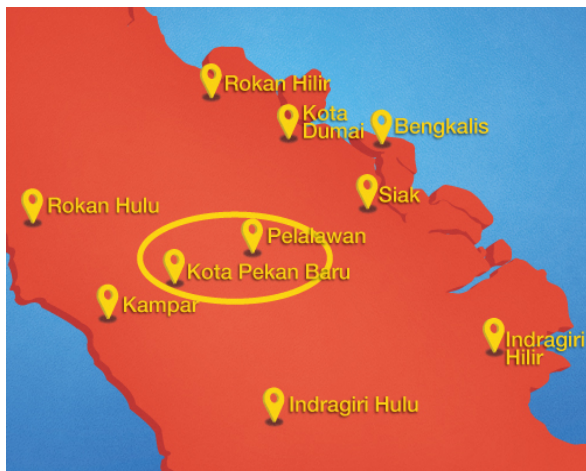 Rokan Hilir
Kota
Dumai
Bengkalis
Siak
Rokan Hulu
Pelalawan
Kota Pekan Baru
Kampar
Indragiri
Hilir
Indragiri Hulu